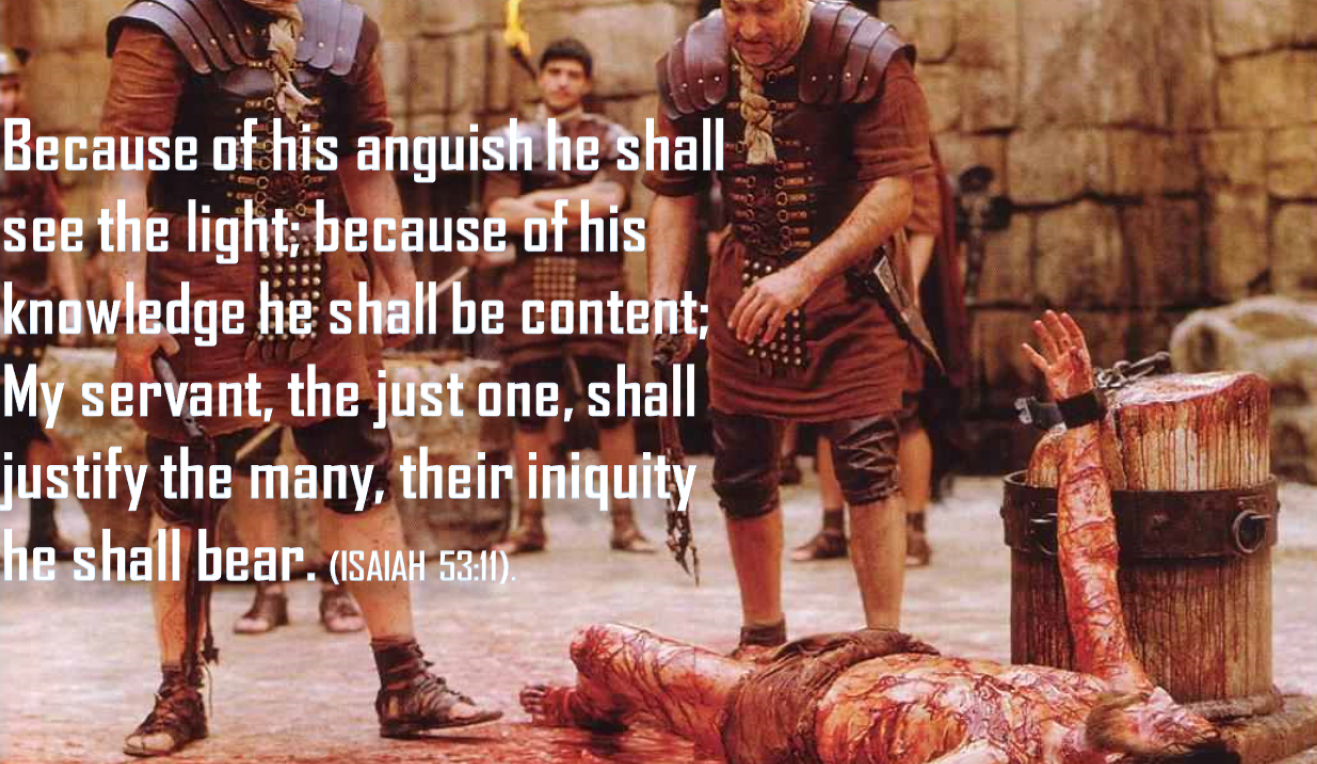 Because of his anguish he shall
see the light; because of his
knowledge he shall be content;
My servant, the just one, shall
justify the many, their iniquity
he shall bear. (ISAIAH 53:11).